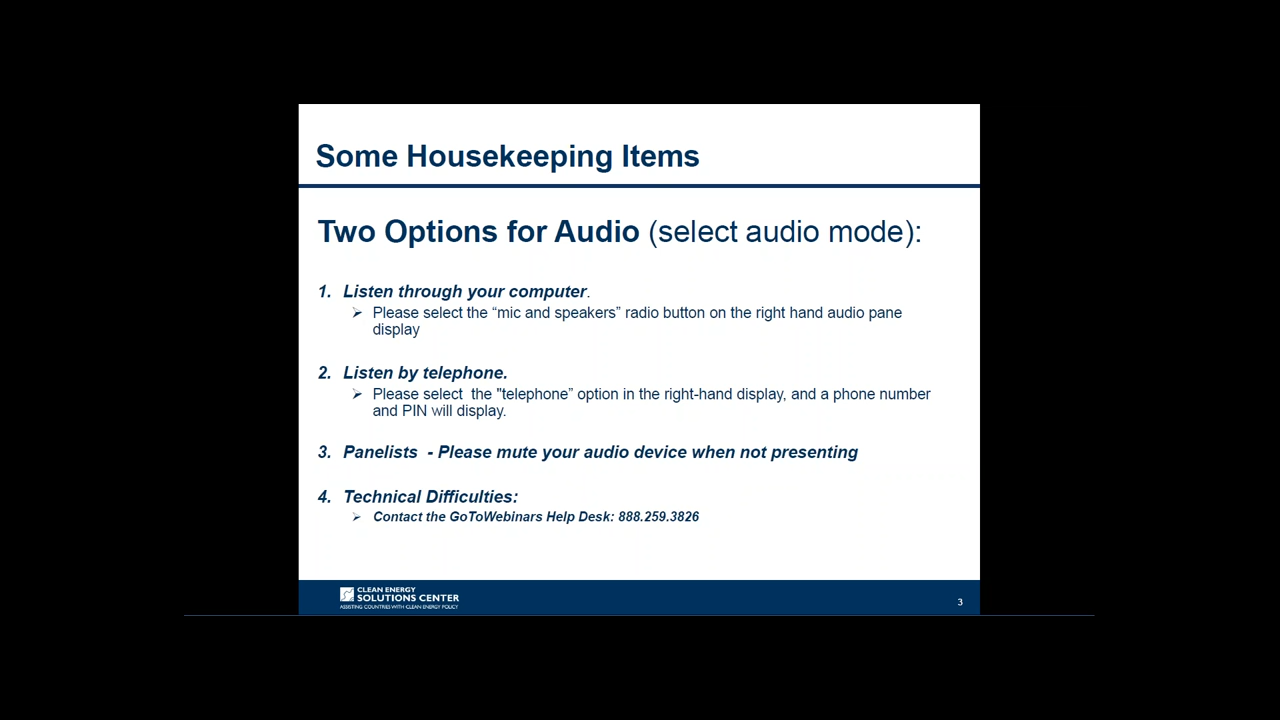 Some Housekeeping Items
Two Options for Audio (select audio mode):
1. Listen through your computer.
➢ Please select the “mic and speakers” radio button on the right hand audio pane
display
2. Listen by telephone.
➢ Please select  the "telephone” option in the right-hand display, and a phone number
and PIN will display.
3. Panelists  - Please mute your audio device when not presenting
4. Technical Difficulties:
➢ Contact the GoToWebinars Help Desk: 888.259.3826
CLEAN ENERGY
SOLUTIONS CENTER
ASSISTING COUNTRIES WITH CLEAN ENERGY POLICY
3